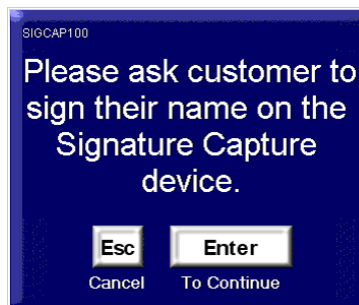 SIGCAP100
Please ask customer to
sign their name on the
Signature Capture
device.
Esc Enter
Cancel To Continue